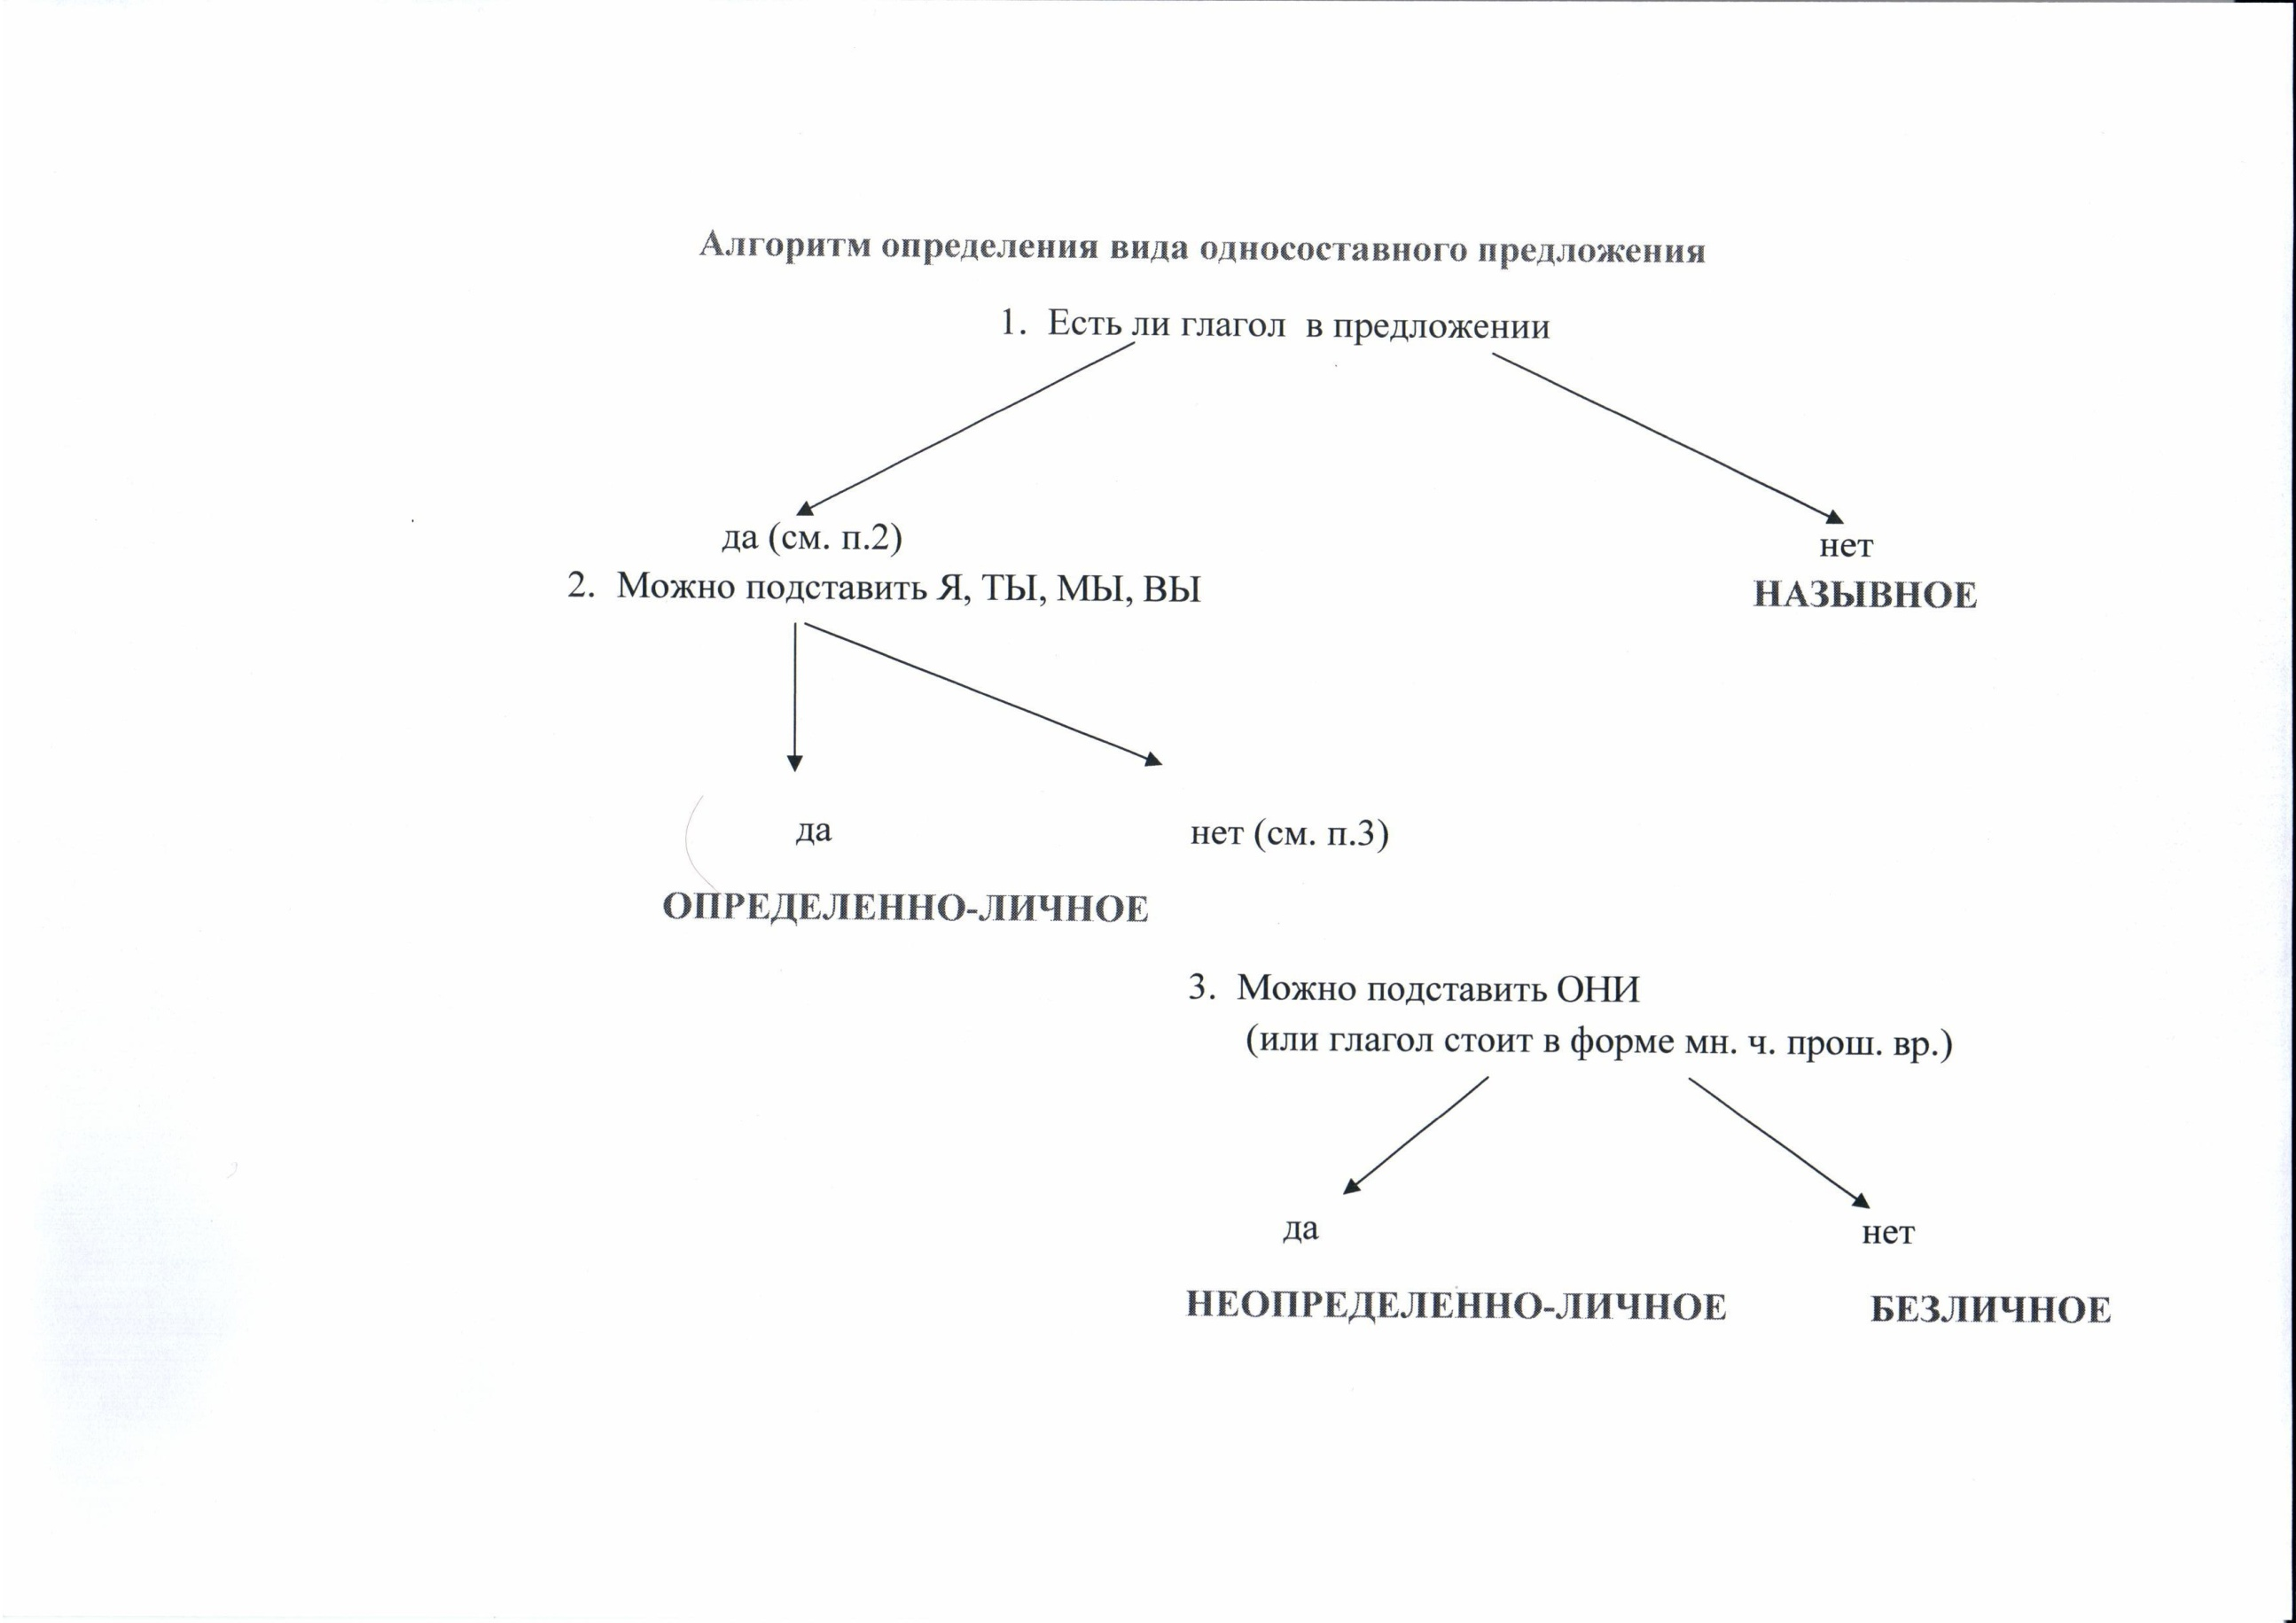 Алгоритм определения вида односоставного предложения
1. Есть ли глагол в предложении
да (см. п.2)
нет
2. Можно подставить Я, ТЫ, МЫ, ВЫ
НАЗЫВНОЕ
да
нет (см. п.3)
ОПРЕДЕЛЕННО-ЛИЧНОЕ
3. Можно подставить ОНИ
(или глагол стоит в форме мн. ч. прош. вр.)
да
нет
НЕОПРЕДЕЛЕННО-ЛИЧНОЕ
БЕЗЛИЧНОЕ